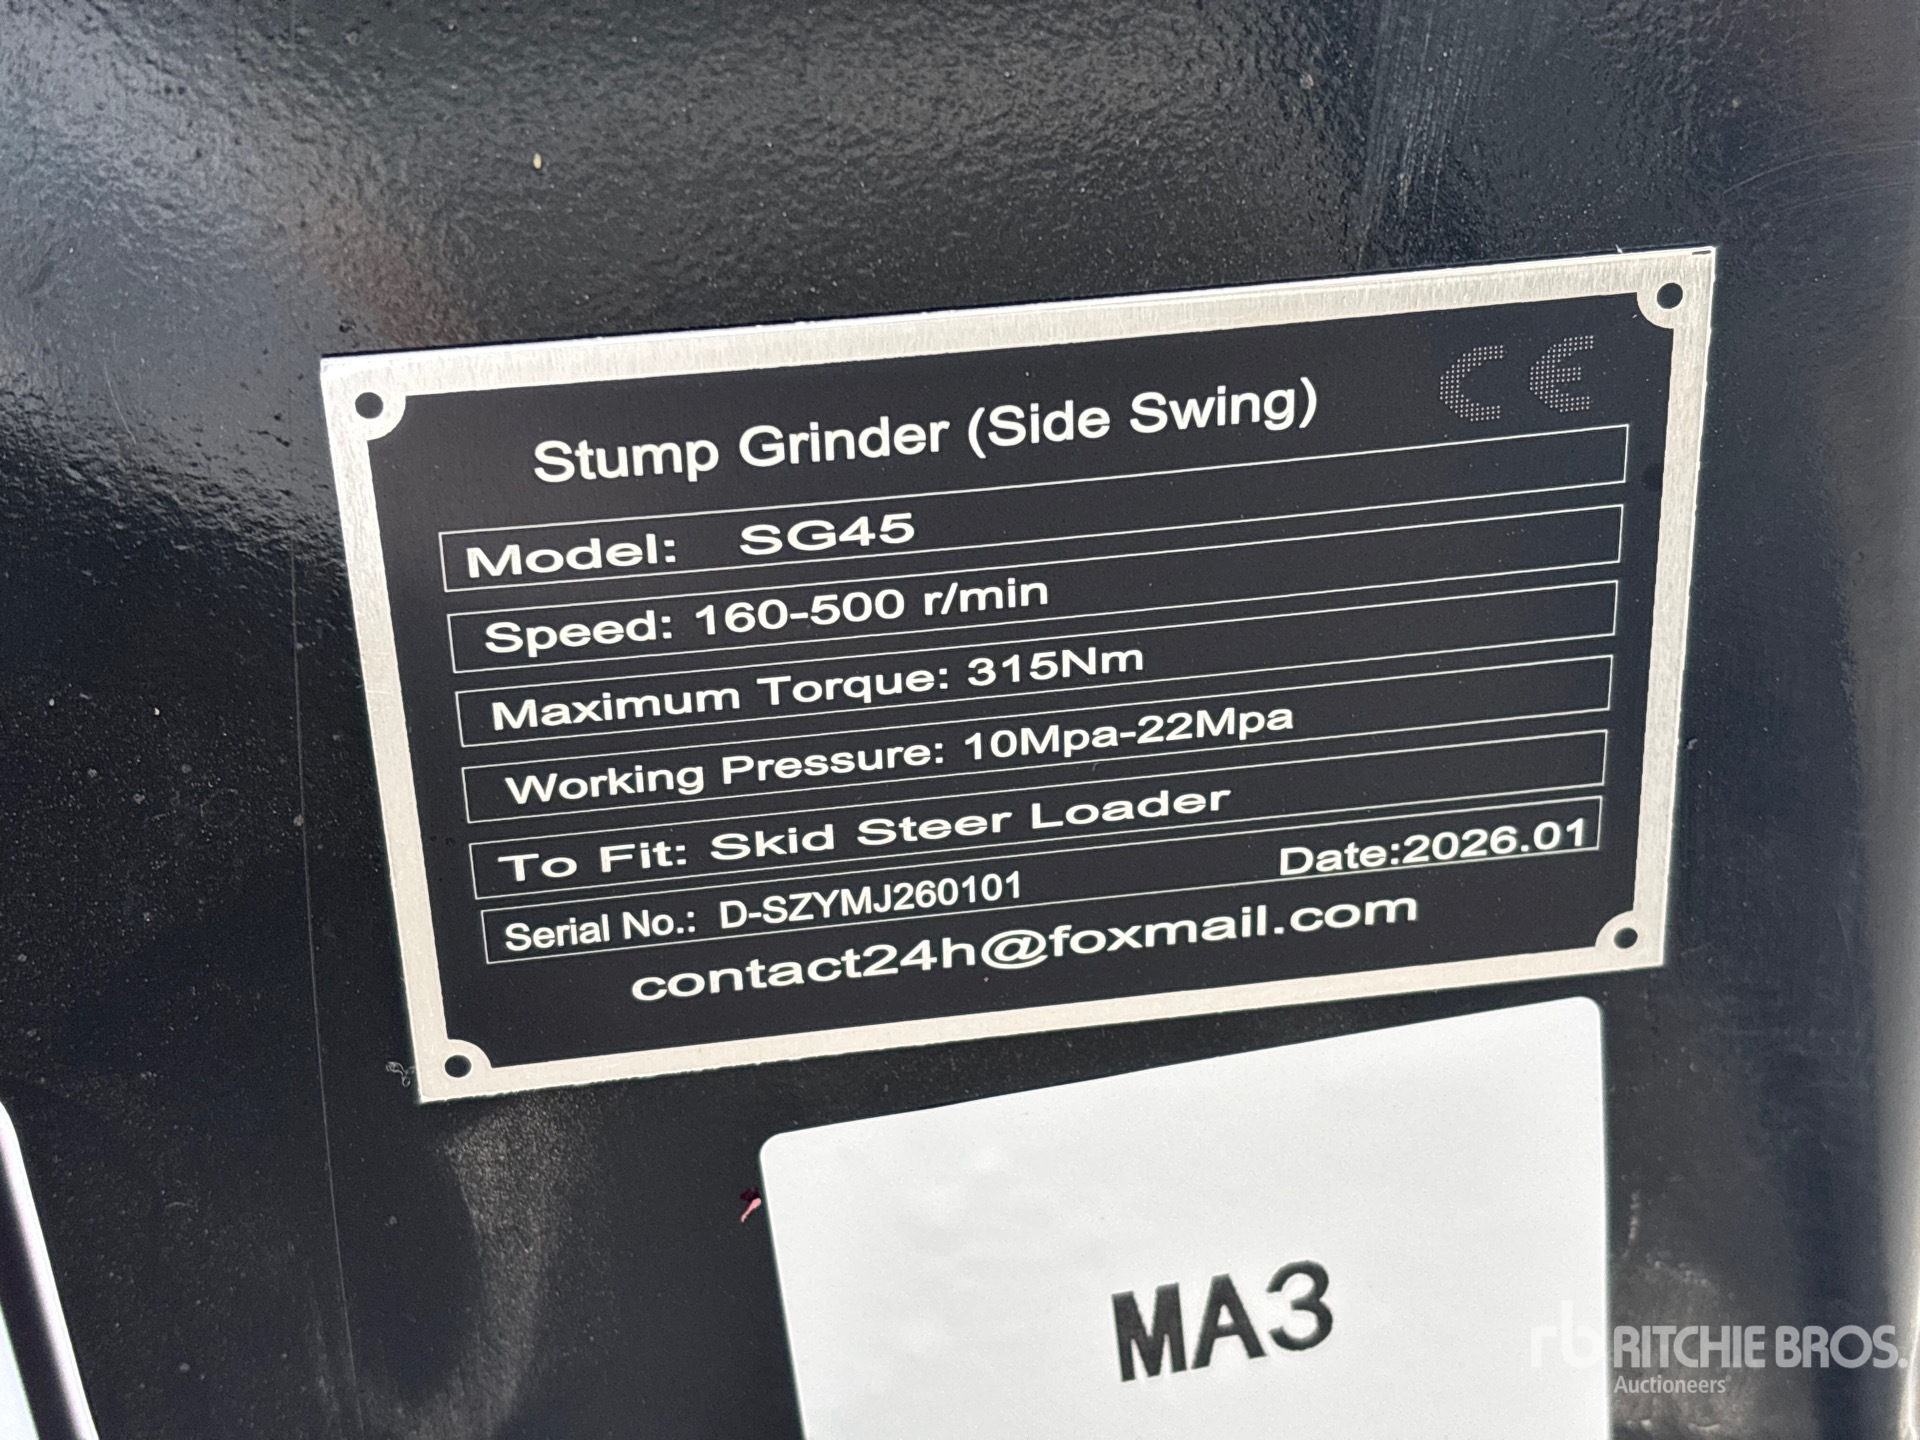 CE
Stump Grinder (Side Swing)
Model: SG45
Speed: 160-500 r/min
Maximum Torque: 315Nm
Working Pressure: 10Mpa-22Mpa
To Fit: Skid Steer Loader
Serial No.: D-SZYMJ260101 Date:2026.01
contact24h@foxmail.com
MA3
rb RITCHIE BROS.
Auctioneers